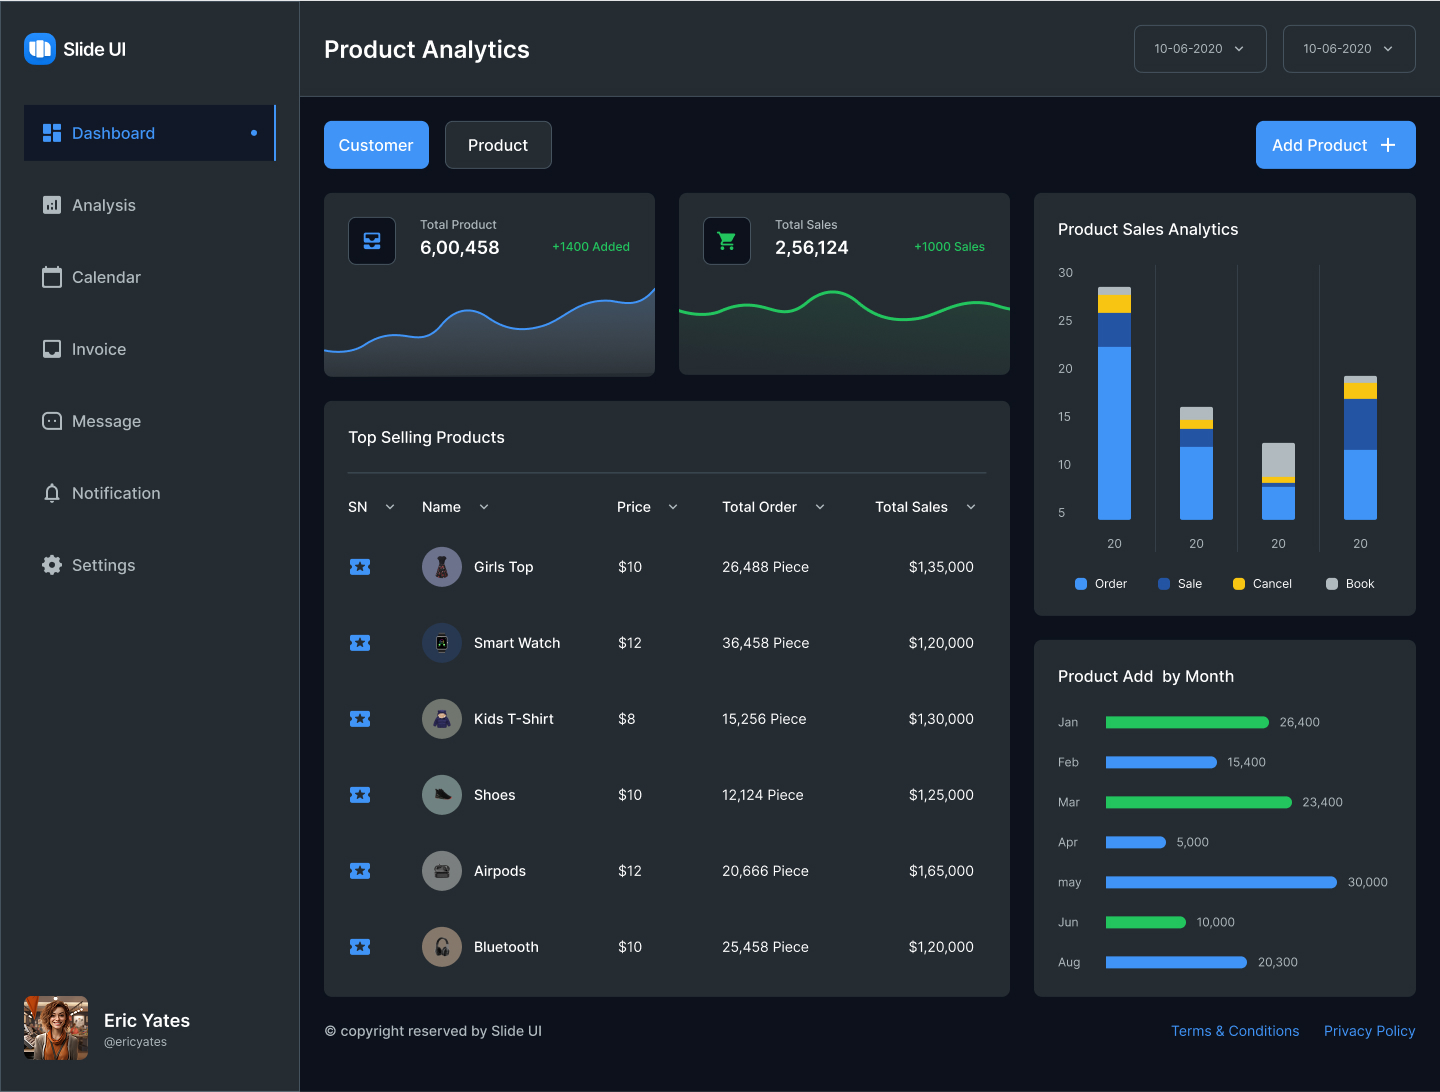 Slide UI
Dashboard
Analysis
Calendar
Invoice
Message
Notification
Settings
Eric Yates
@ericyates
Product Analytics
10-06-2020
10-06-2020
Customer
Product
Add Product
Total Product
6,00,458
+1400 Added
Total Sales
2,56,124
+1000 Sales
Top Selling Products
SN Name Price Total Order Total Sales
Girls Top $10 26,488 Piece $1,35,000
Smart Watch $12 36,458 Piece $1,20,000
Kids T-Shirt $8 15,256 Piece $1,30,000
Shoes $10 12,124 Piece $1,25,000
Airpods $12 20,666 Piece $1,65,000
Bluetooth $10 25,458 Piece $1,20,000
Product Sales Analytics
30
25
20
15
10
5
20 20 20 20
Order Sale Cancel Book
Product Add  by Month
Jan 26,400
Feb 15,400
Mar 23,400
Apr 5,000
may 30,000
Jun 10,000
Aug 20,300
© copyright reserved by Slide UI
Terms & Conditions Privacy Policy